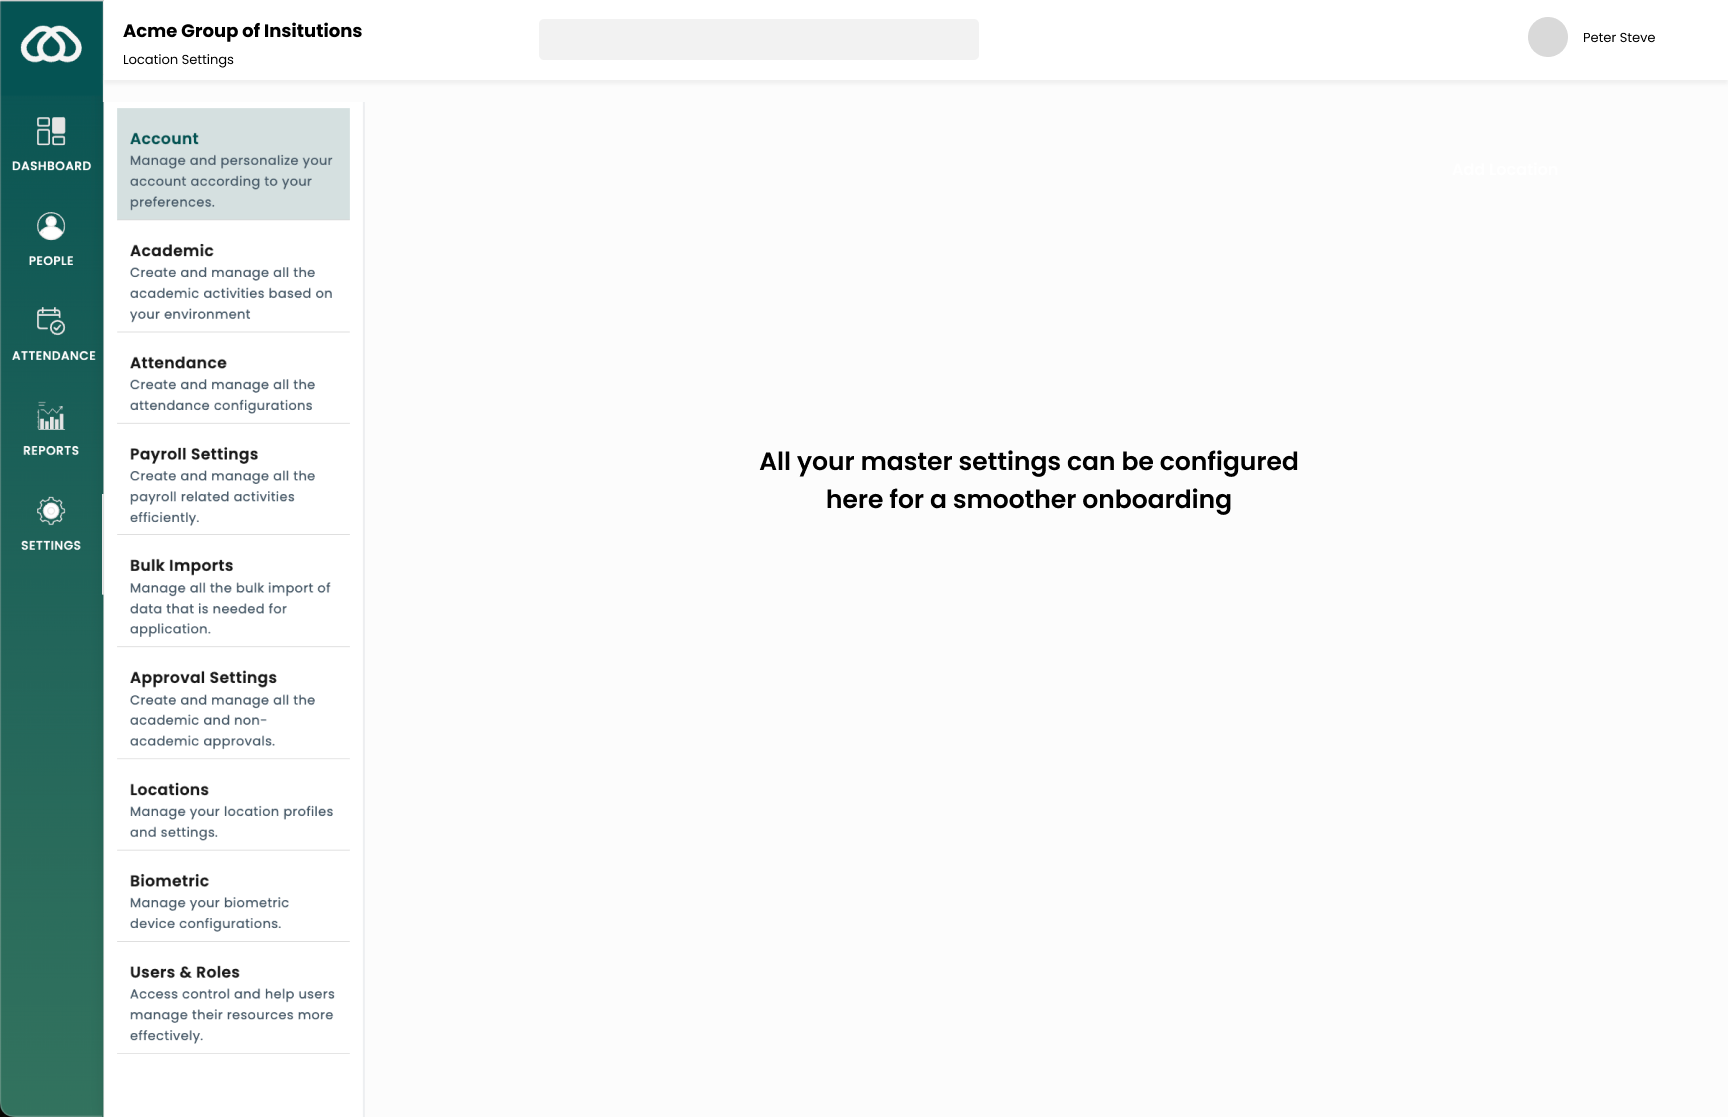 Acme Group of Insitutions
Location Settings
Peter Steve
DASHBOARD
PEOPLE
ATTENDANCE
REPORTS
SETTINGS
Account
Manage and personalize your
account according to your
preferences.
Academic
Create and manage all the
academic activities based on
your environment
Attendance
Create and manage all the
attendance configurations
Payroll Settings
Create and manage all the
payroll related activities
efficiently.
Bulk Imports
Manage all the bulk import of
data that is needed for
application.
Approval Settings
Create and manage all the
academic and non-
academic approvals.
Locations
Manage your location profiles
and settings.
Biometric
Manage your biometric
device configurations.
Users & Roles
Access control and help users
manage their resources more
effectively.
Add Location
All your master settings can be configured
here for a smoother onboarding